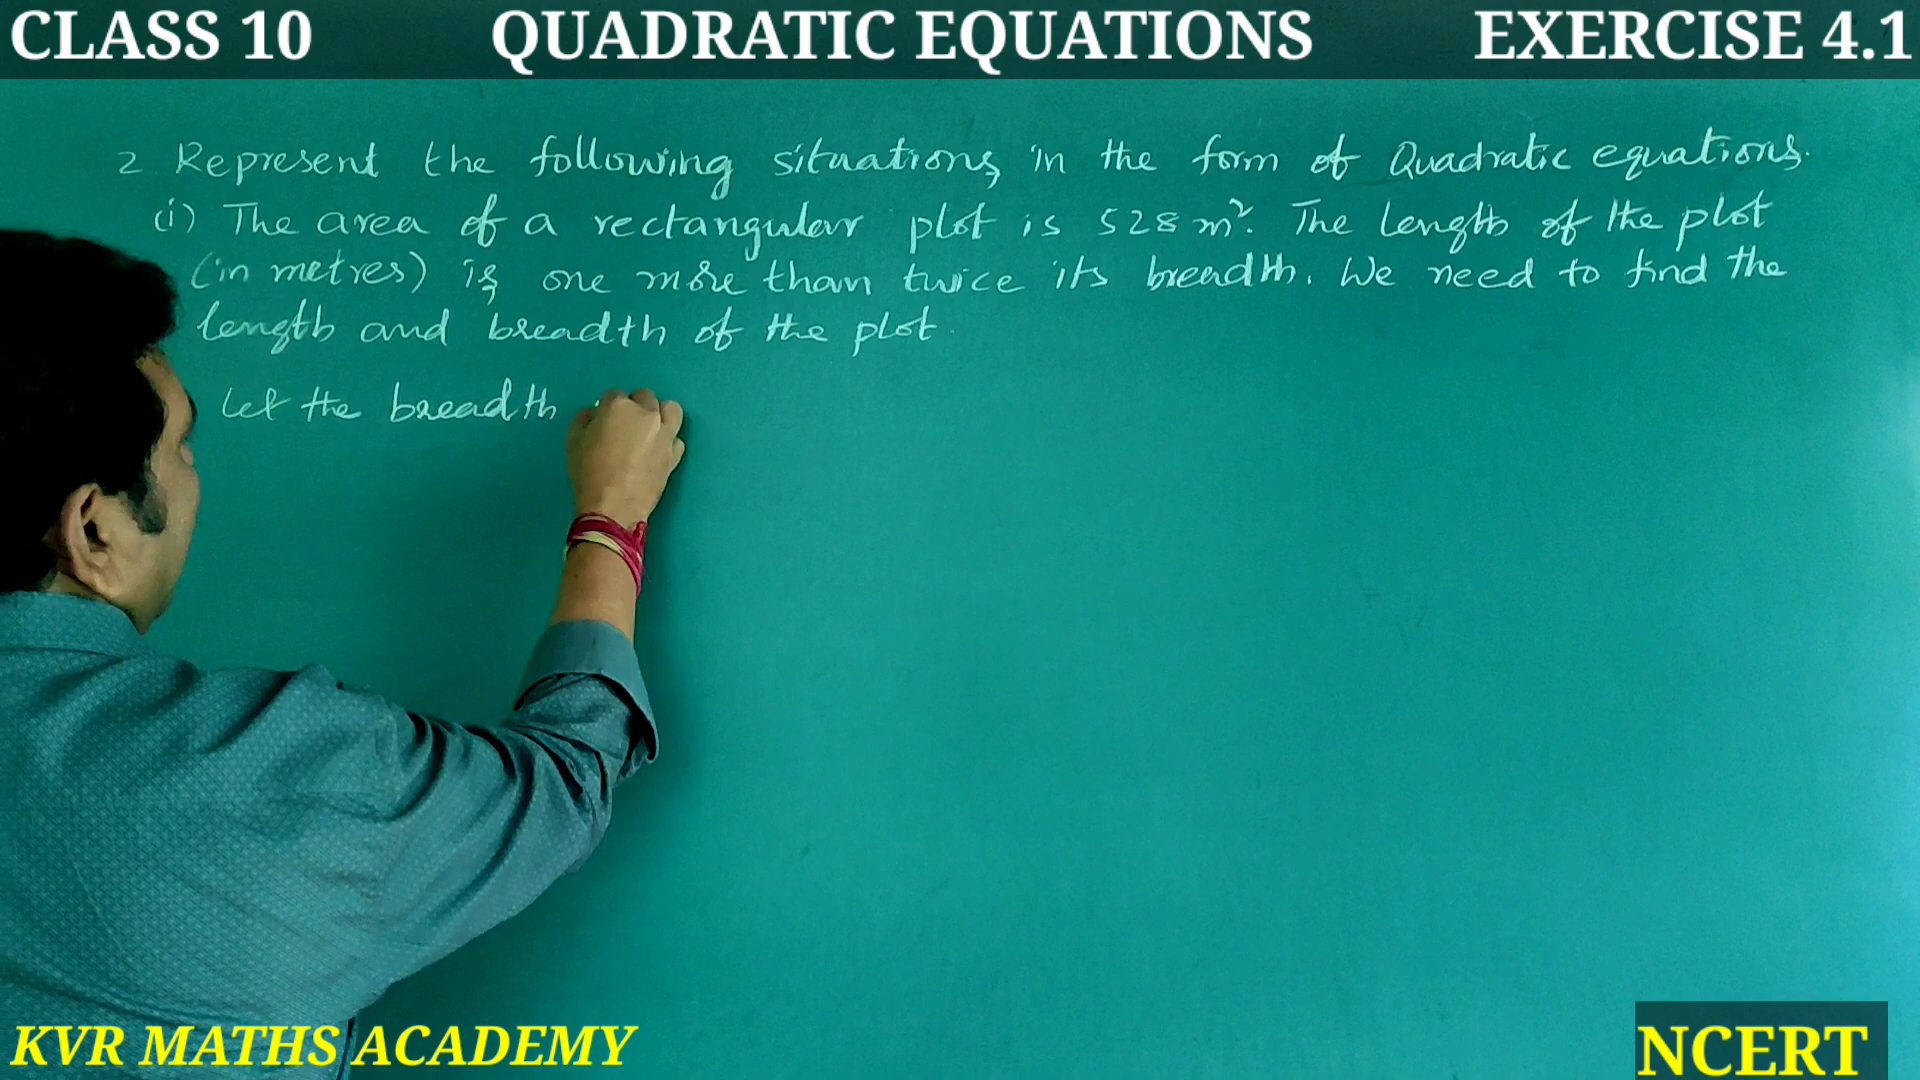 CLASS 10 QUADRATIC EQUATIONS EXERCISE 4.1
2 Represent the following situations in the form of Quadratic equations.
(i) The area of a rectangular plot is 528 m². The length of the plot
(in metres) is one more than twice its breadth. We need to find the
length and breadth of the plot.
Let the breadth
KVR MATHS ACADEMY
NCERT